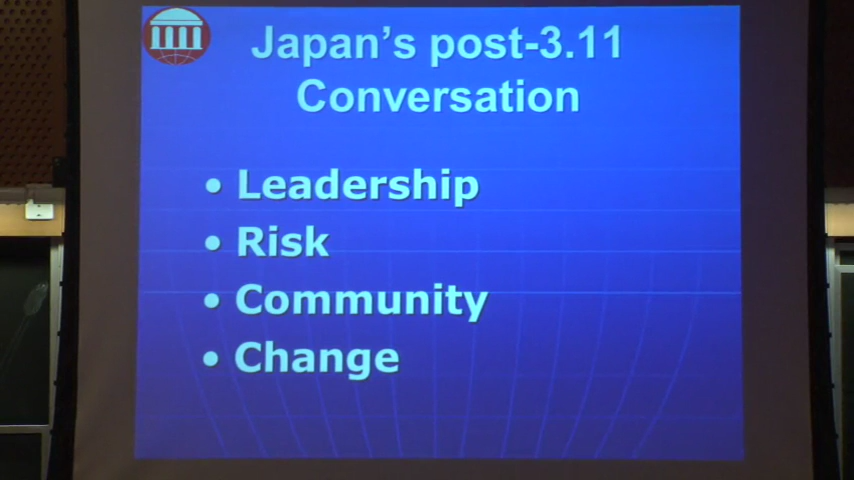 Japan's post-3.11
Conversation
• Leadership
• Risk
• Community
• Change